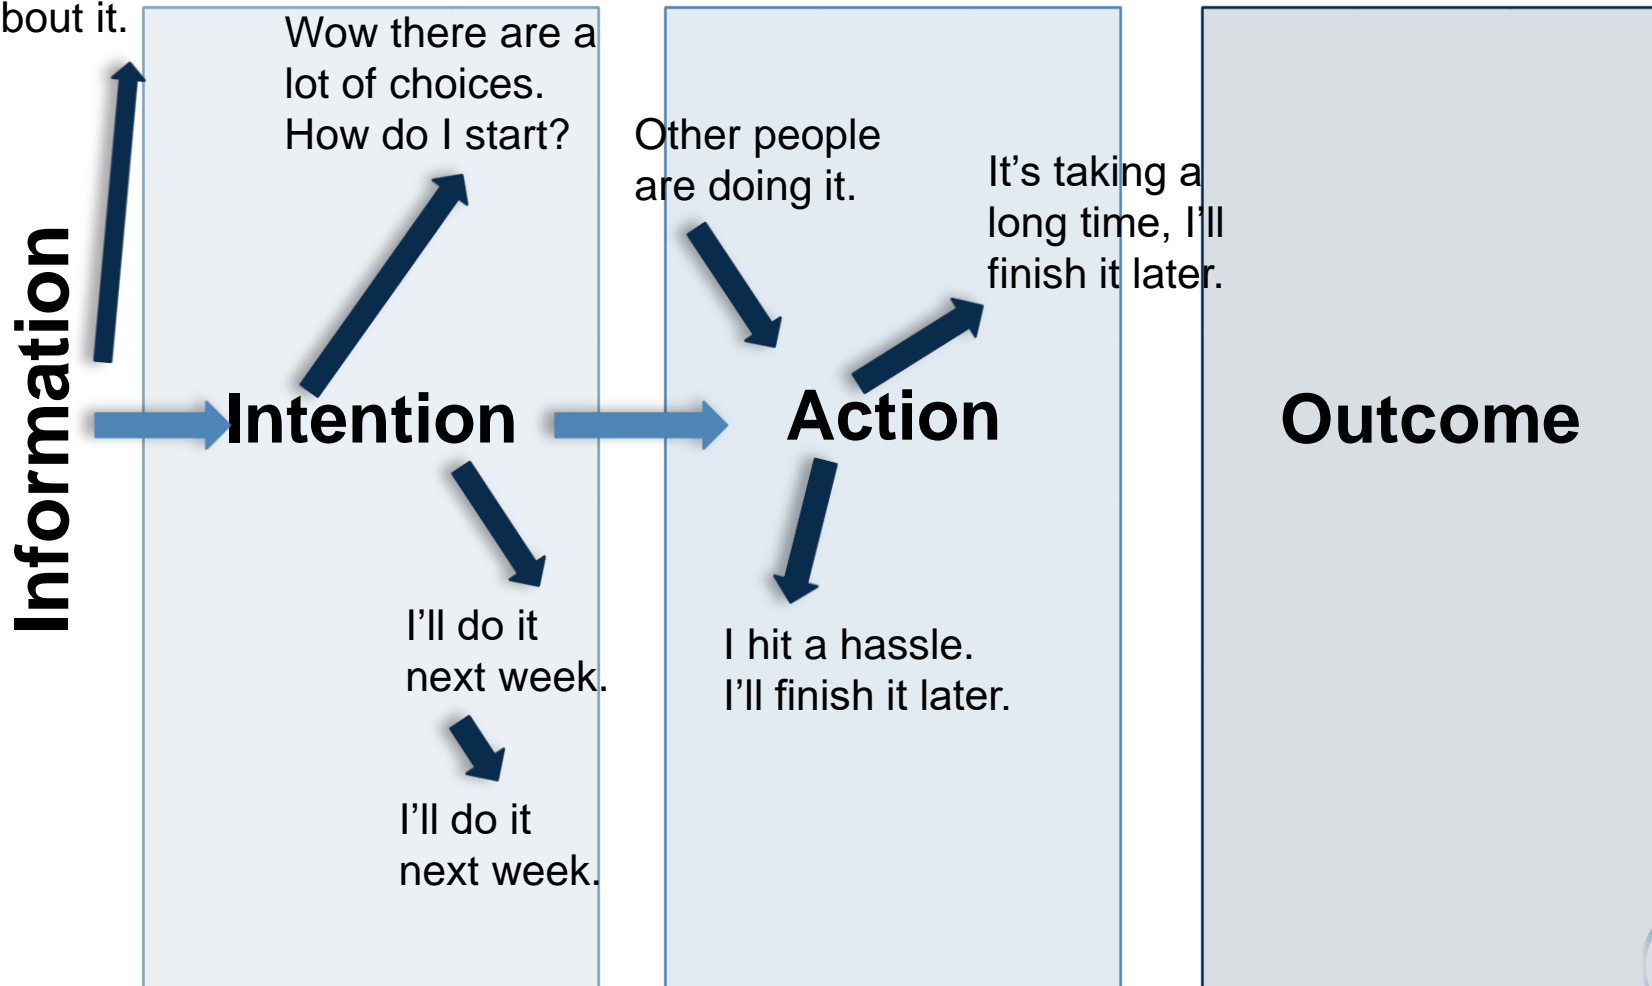 bout it.
Wow there are a
lot of choices.
How do I start?
Other people
are doing it.
It's taking a
long time, I'll
finish it later.
Information
Intention
Action
Outcome
I'll do it
next week.
I hit a hassle.
I'll finish it later.
I'll do it
next week.